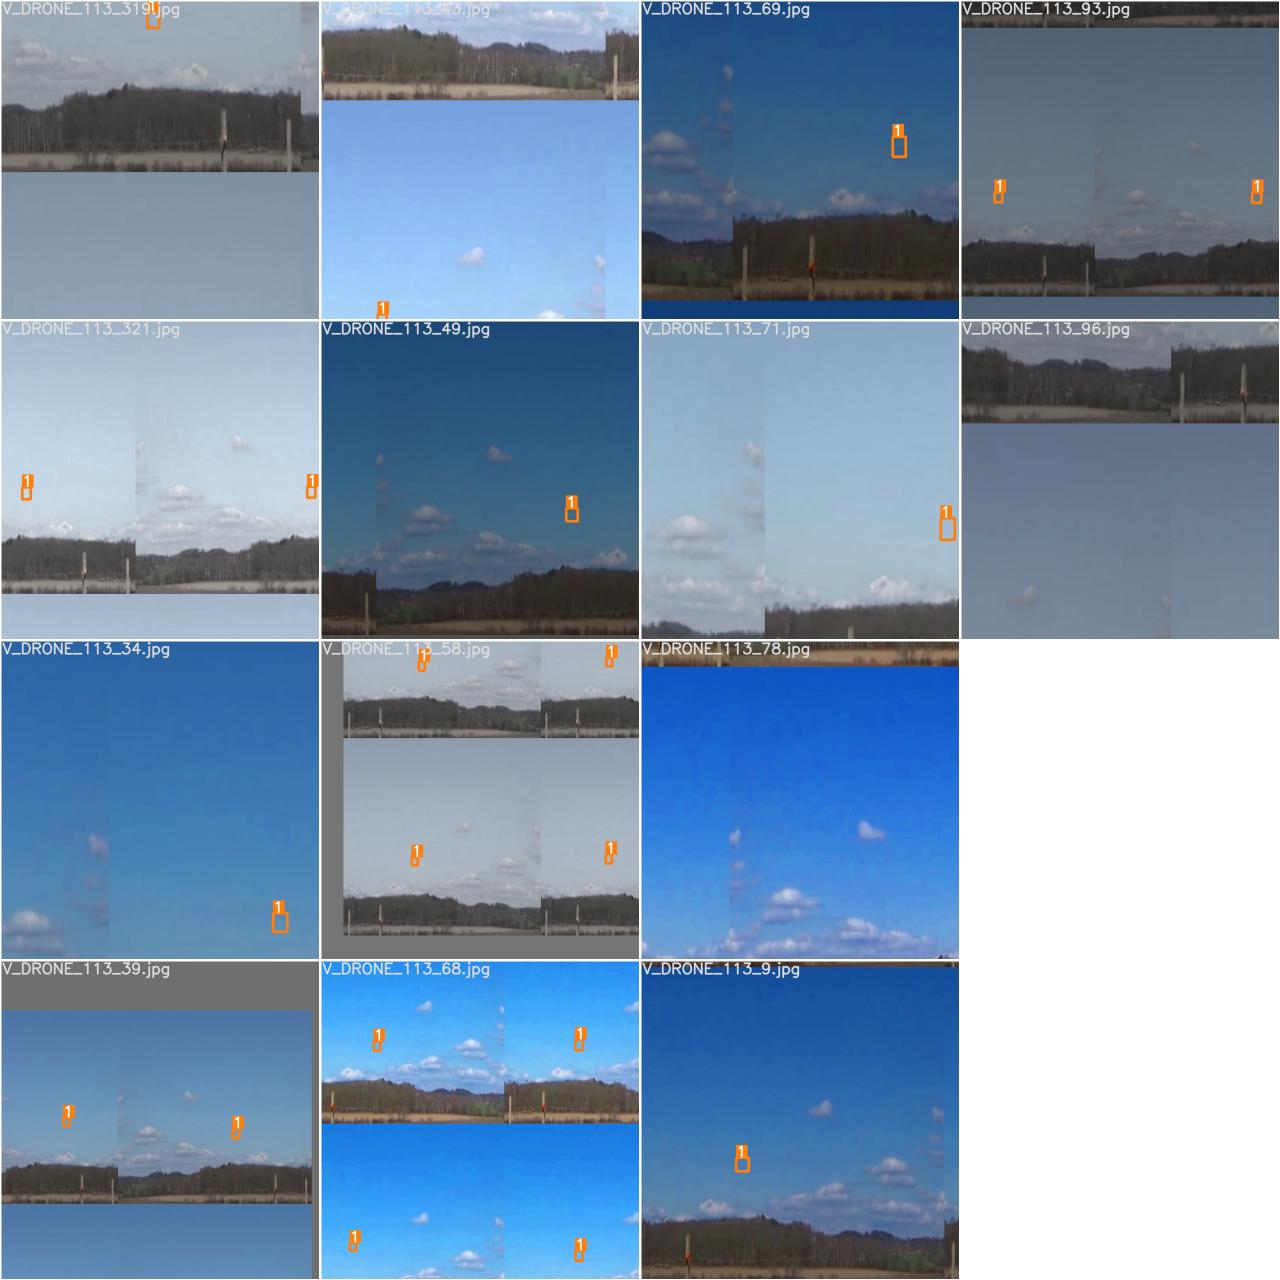 V_DRONE_113_319.jpg
1
V_DRONE_113_43.jpg
1
V_DRONE_113_69.jpg
1
V_DRONE_113_93.jpg
1
1
V_DRONE_113_321.jpg
1
1
V_DRONE_113_49.jpg
1
V_DRONE_113_71.jpg
1
V_DRONE_113_96.jpg
V_DRONE_113_34.jpg
1
V_DRONE_113_58.jpg
1
1
1
1
V_DRONE_113_78.jpg
V_DRONE_113_39.jpg
1
1
V_DRONE_113_68.jpg
1
1
1
1
V_DRONE_113_9.jpg
1